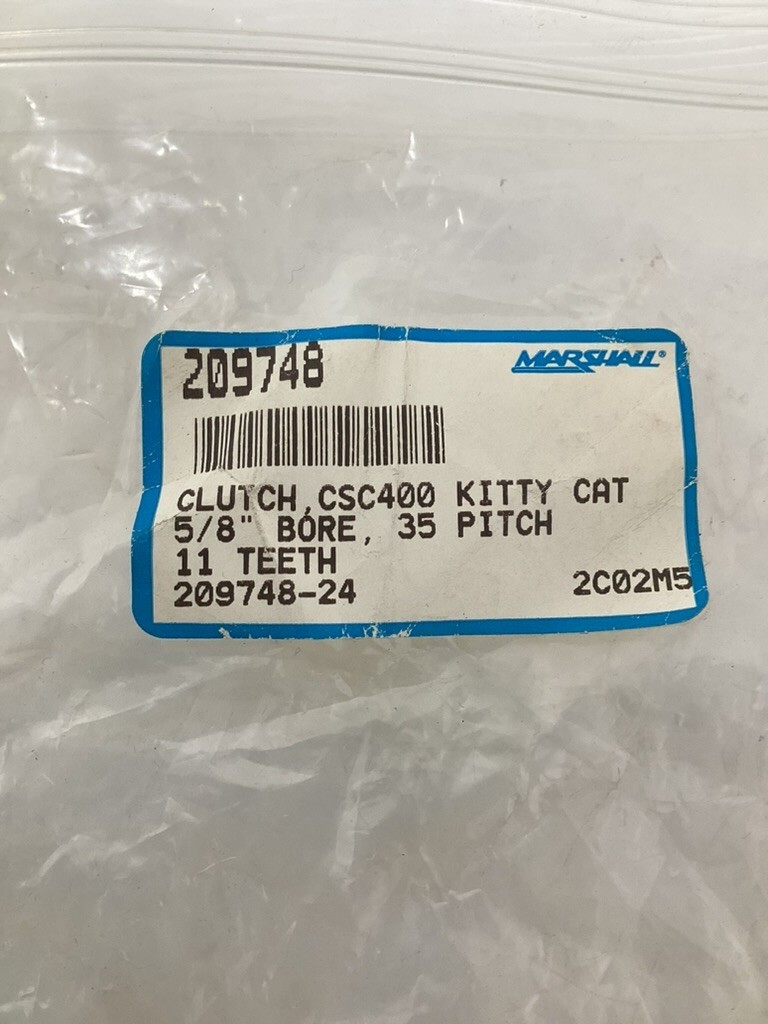 209748
MARSHALL®
CLUTCH,CSC400 KITTY CAT
5/8" BORE, 35 PITCH
11 TEETH
209748-24 2C02M5